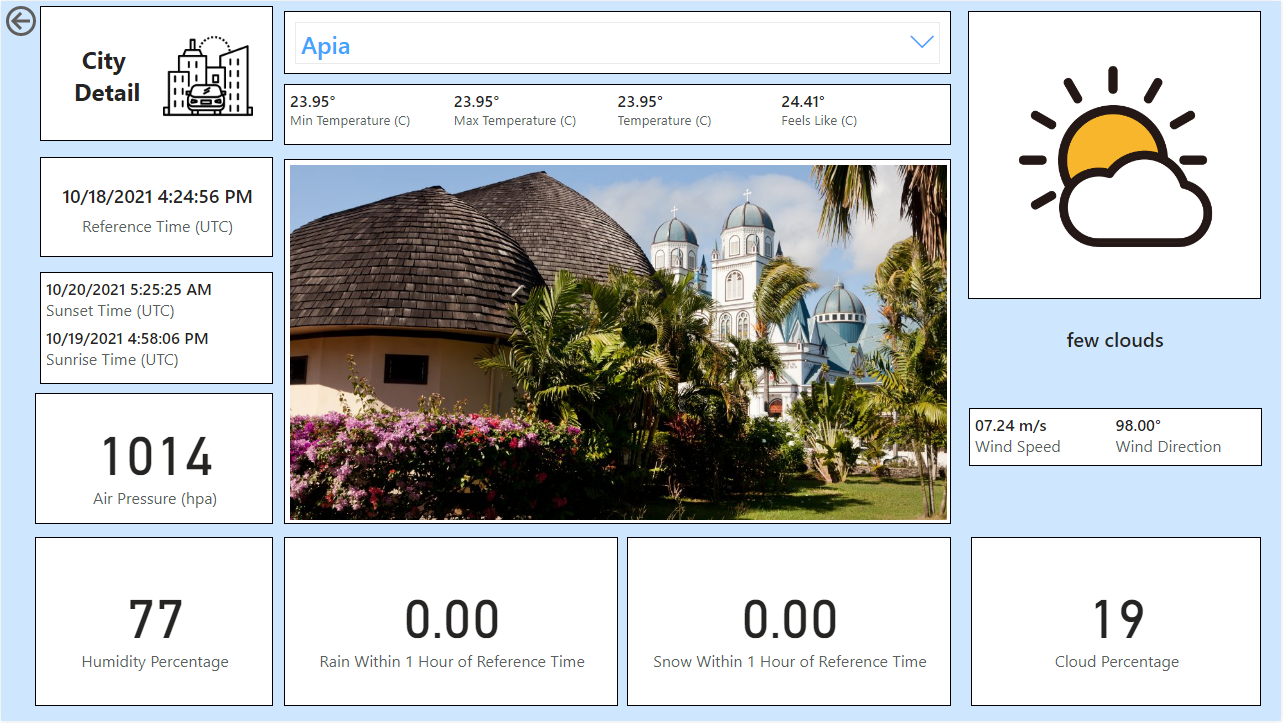 City
Detail
Apia
23.95°
Min Temperature (C)
23.95°
Max Temperature (C)
23.95°
Temperature (C)
24.41°
Feels Like (C)
10/18/2021 4:24:56 PM
Reference Time (UTC)
10/20/2021 5:25:25 AM
Sunset Time (UTC)
10/19/2021 4:58:06 PM
Sunrise Time (UTC)
few clouds
07.24 m/s
Wind Speed
98.00°
Wind Direction
1014
Air Pressure (hpa)
77
Humidity Percentage
0.00
Rain Within 1 Hour of Reference Time
0.00
Snow Within 1 Hour of Reference Time
19
Cloud Percentage